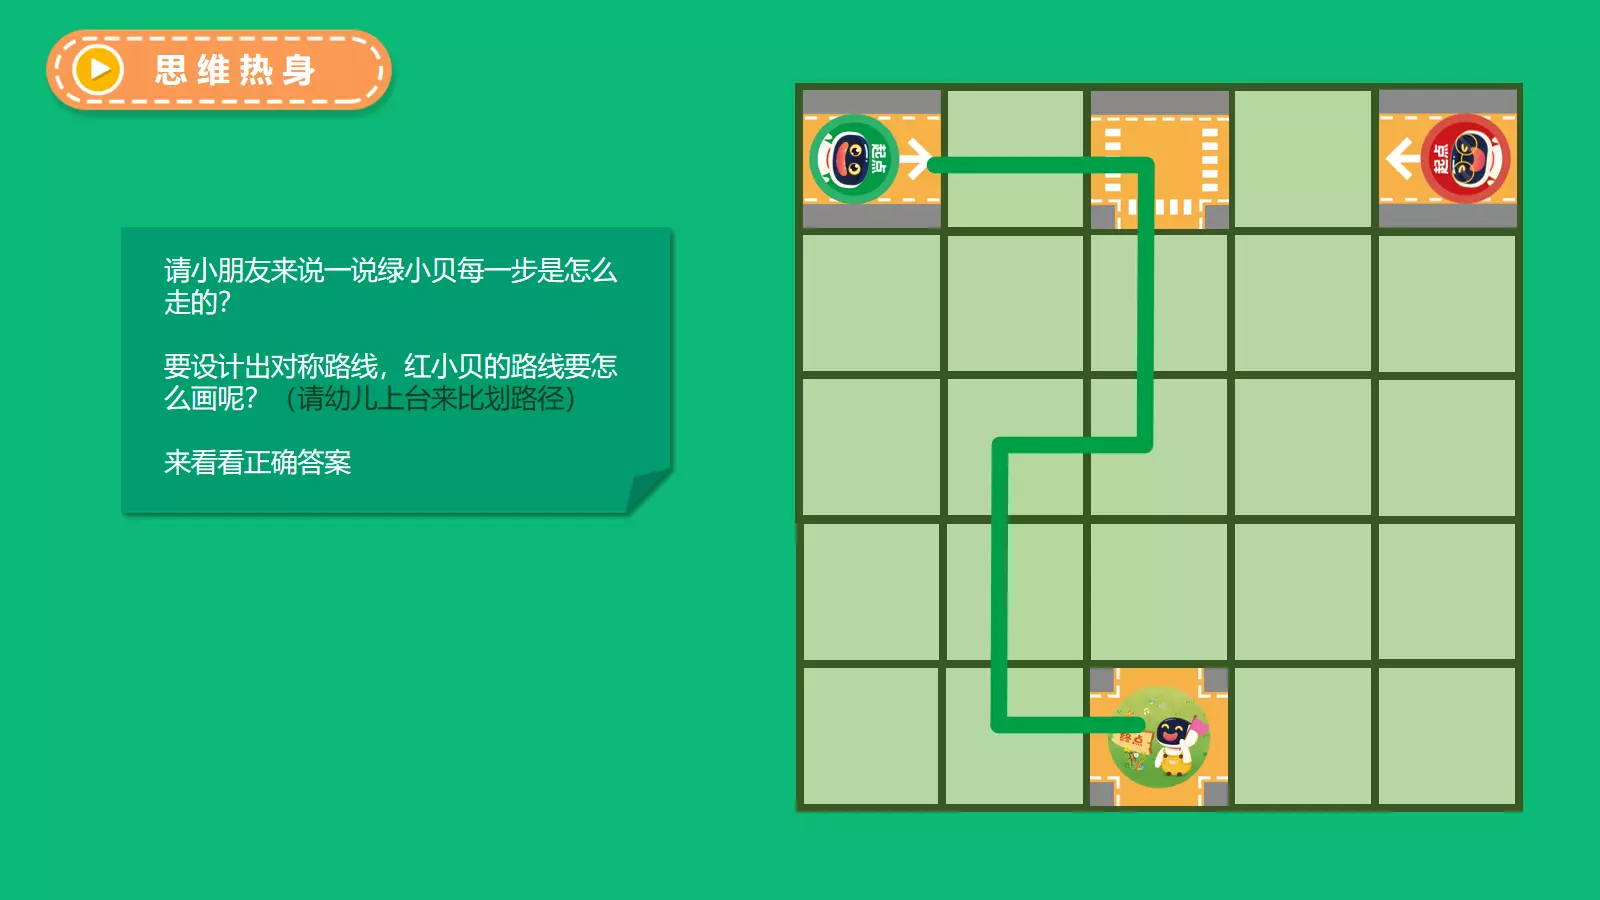 思维热身
请小朋友来说一说绿小贝每一步是怎么
走的?
要设计出对称路线，红小贝的路线要怎
么画呢？（请幼儿上台来比划路径）
来看看正确答案
起点
起点
终点